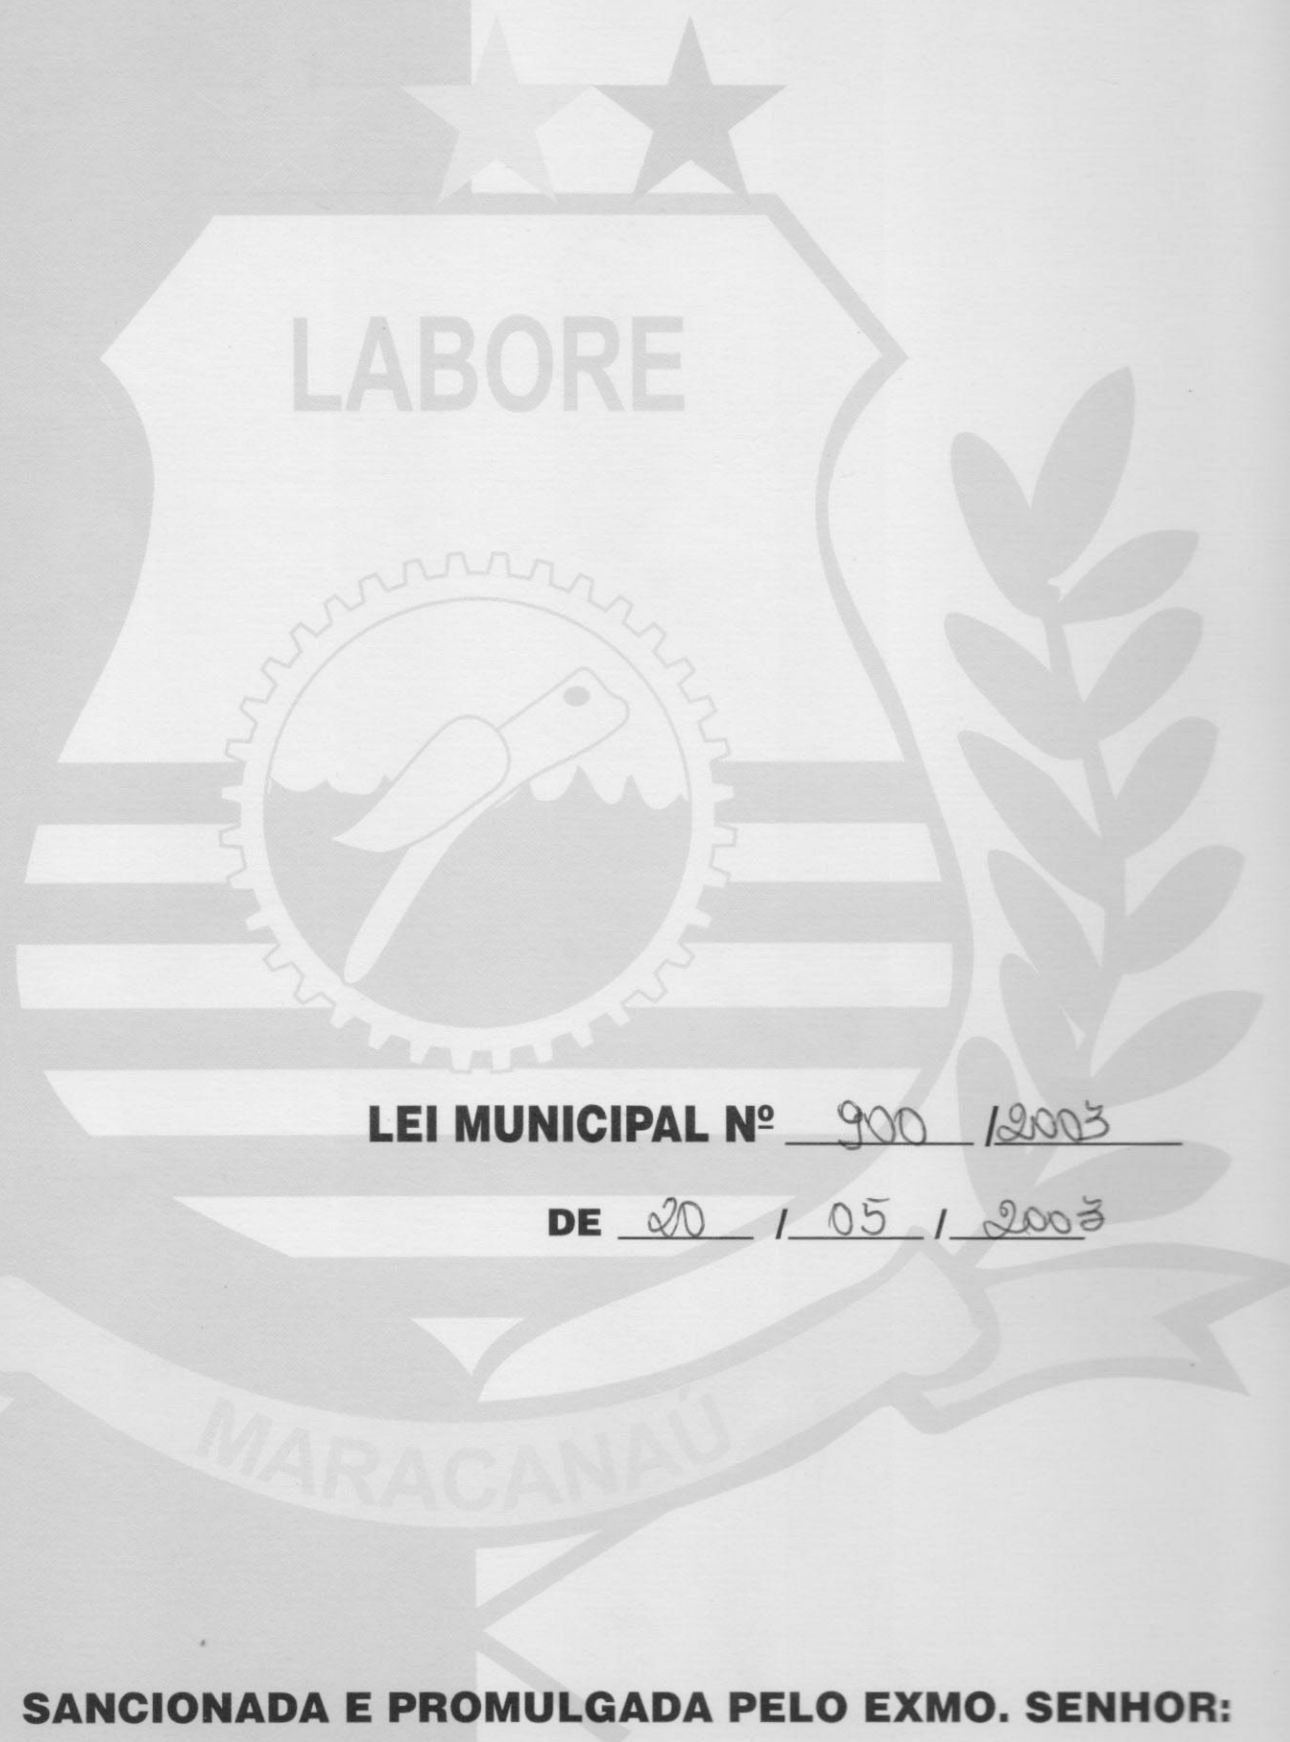 LABORE
LEI MUNICIPAL Nº 900 /2003
DE 20 / 05 / 2003
MARACANAÚ
SANCIONADA E PROMULGADA PELO EXMO. SENHOR: